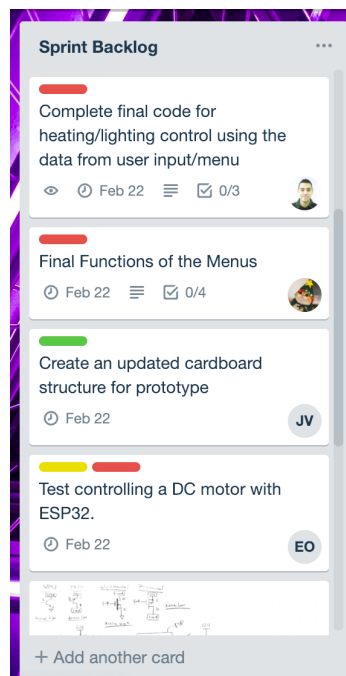 Sprint Backlog
Complete final code for
heating/lighting control using the
data from user input/menu
Feb 22
0/3
Final Functions of the Menus
Feb 22
0/4
Create an updated cardboard
structure for prototype
Feb 22
JV
Test controlling a DC motor with
ESP32.
Feb 22
EO
+ Add another card